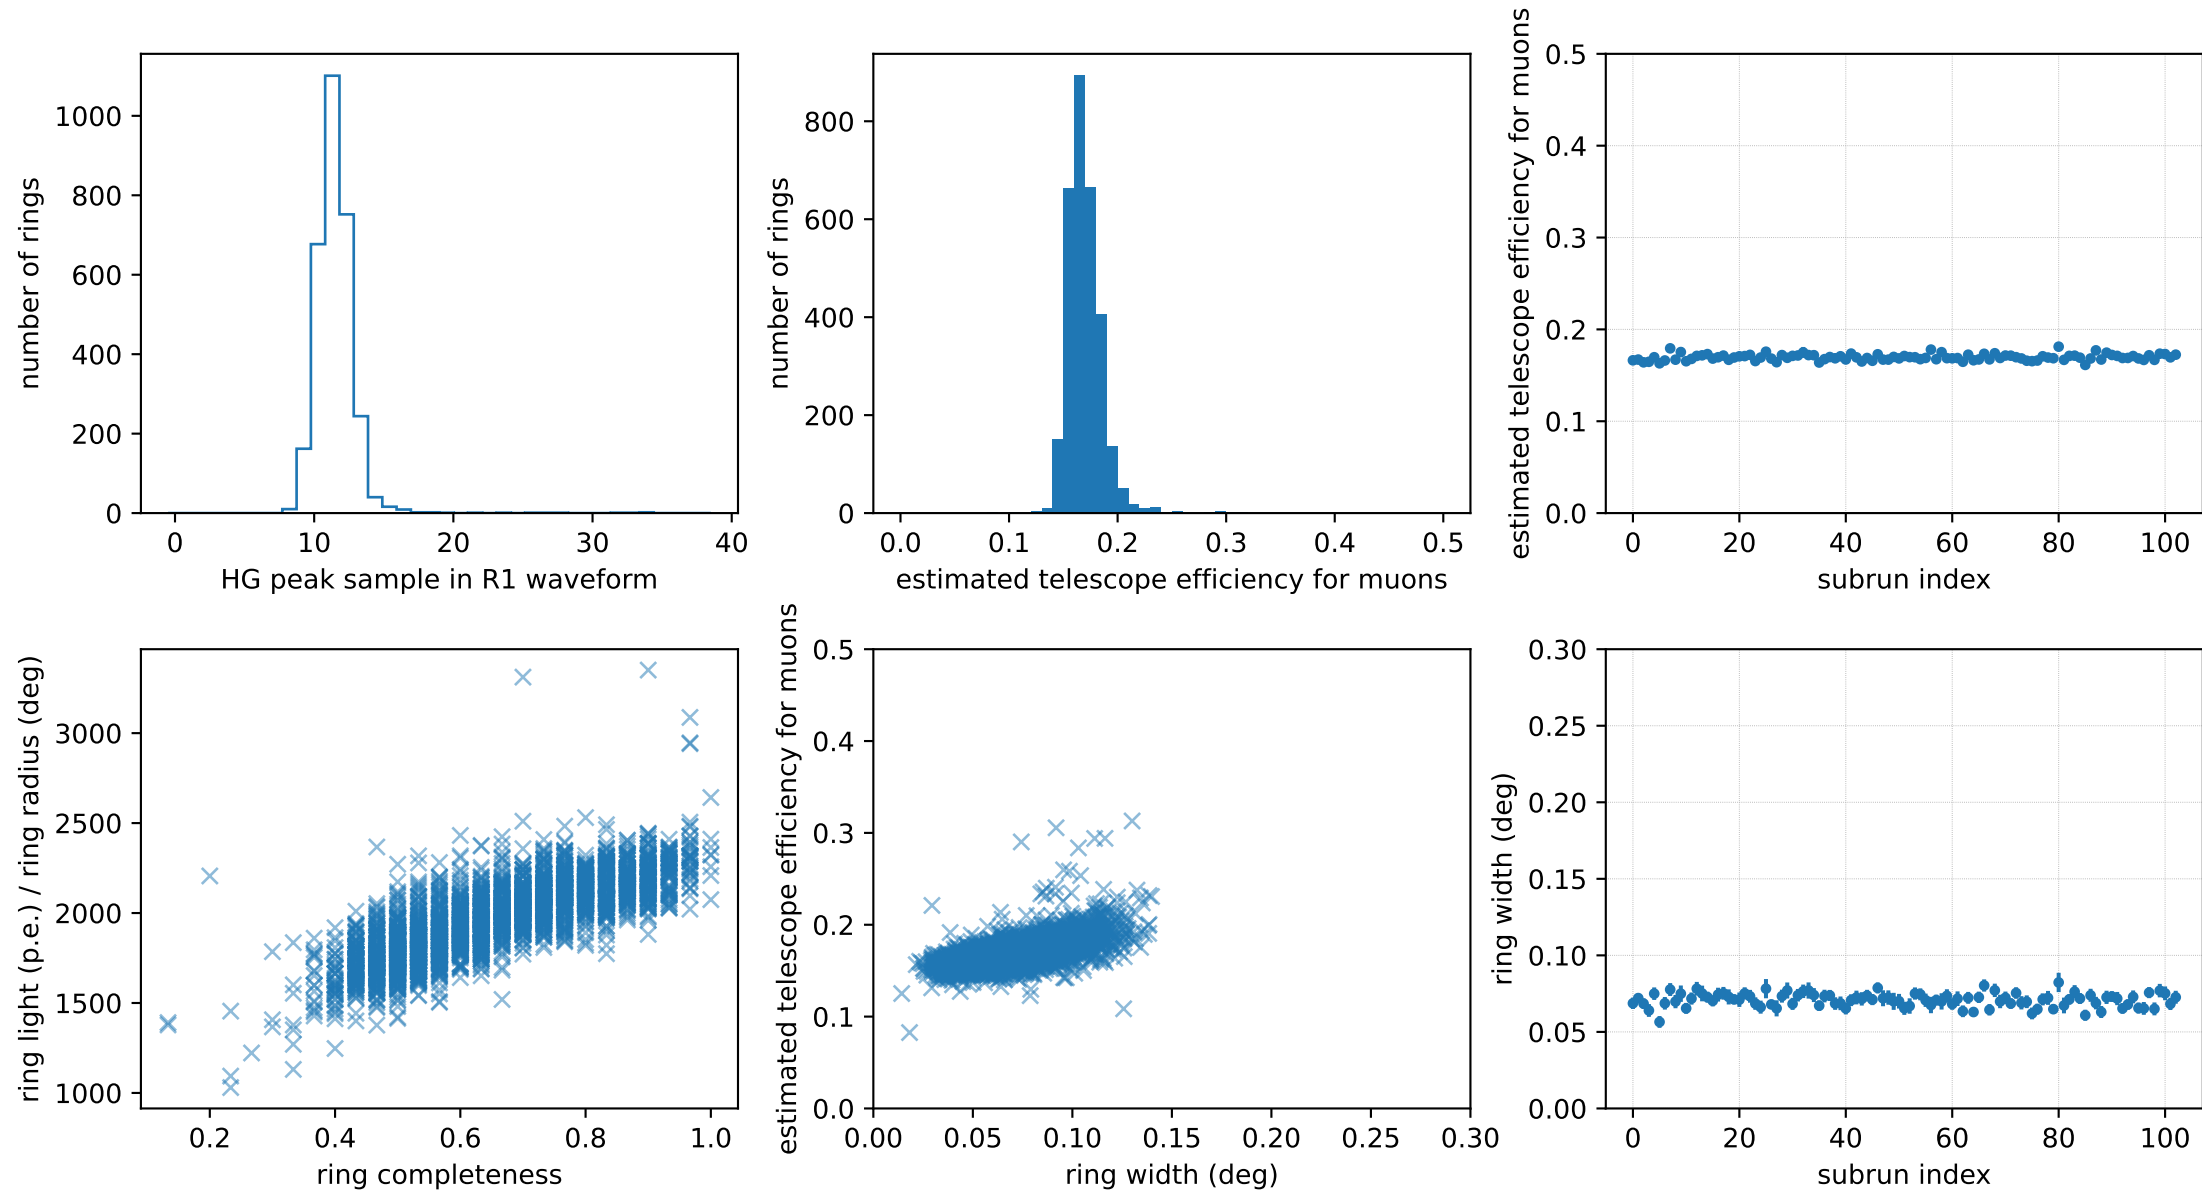 number of rings
1000
800
600
400
200
0
0 10 20 30 40
HG peak sample in R1 waveform
number of rings
800
600
400
200
0
0.0 0.1 0.2 0.3 0.4 0.5
estimated telescope efficiency for muons
estimated telescope efficiency for muons
0.5
0.4
0.3
0.2
0.1
0.0
0 20 40 60 80 100
subrun index
ring light (p.e.) / ring radius (deg)
3000
2500
2000
1500
1000
0.2 0.4 0.6 0.8 1.0
ring completeness
estimated telescope efficiency for muons
0.5
0.4
0.3
0.2
0.1
0.0
0.00 0.05 0.10 0.15 0.20 0.25 0.30
ring width (deg)
ring width (deg)
0.30
0.25
0.20
0.15
0.10
0.05
0.00
0 20 40 60 80 100
subrun index